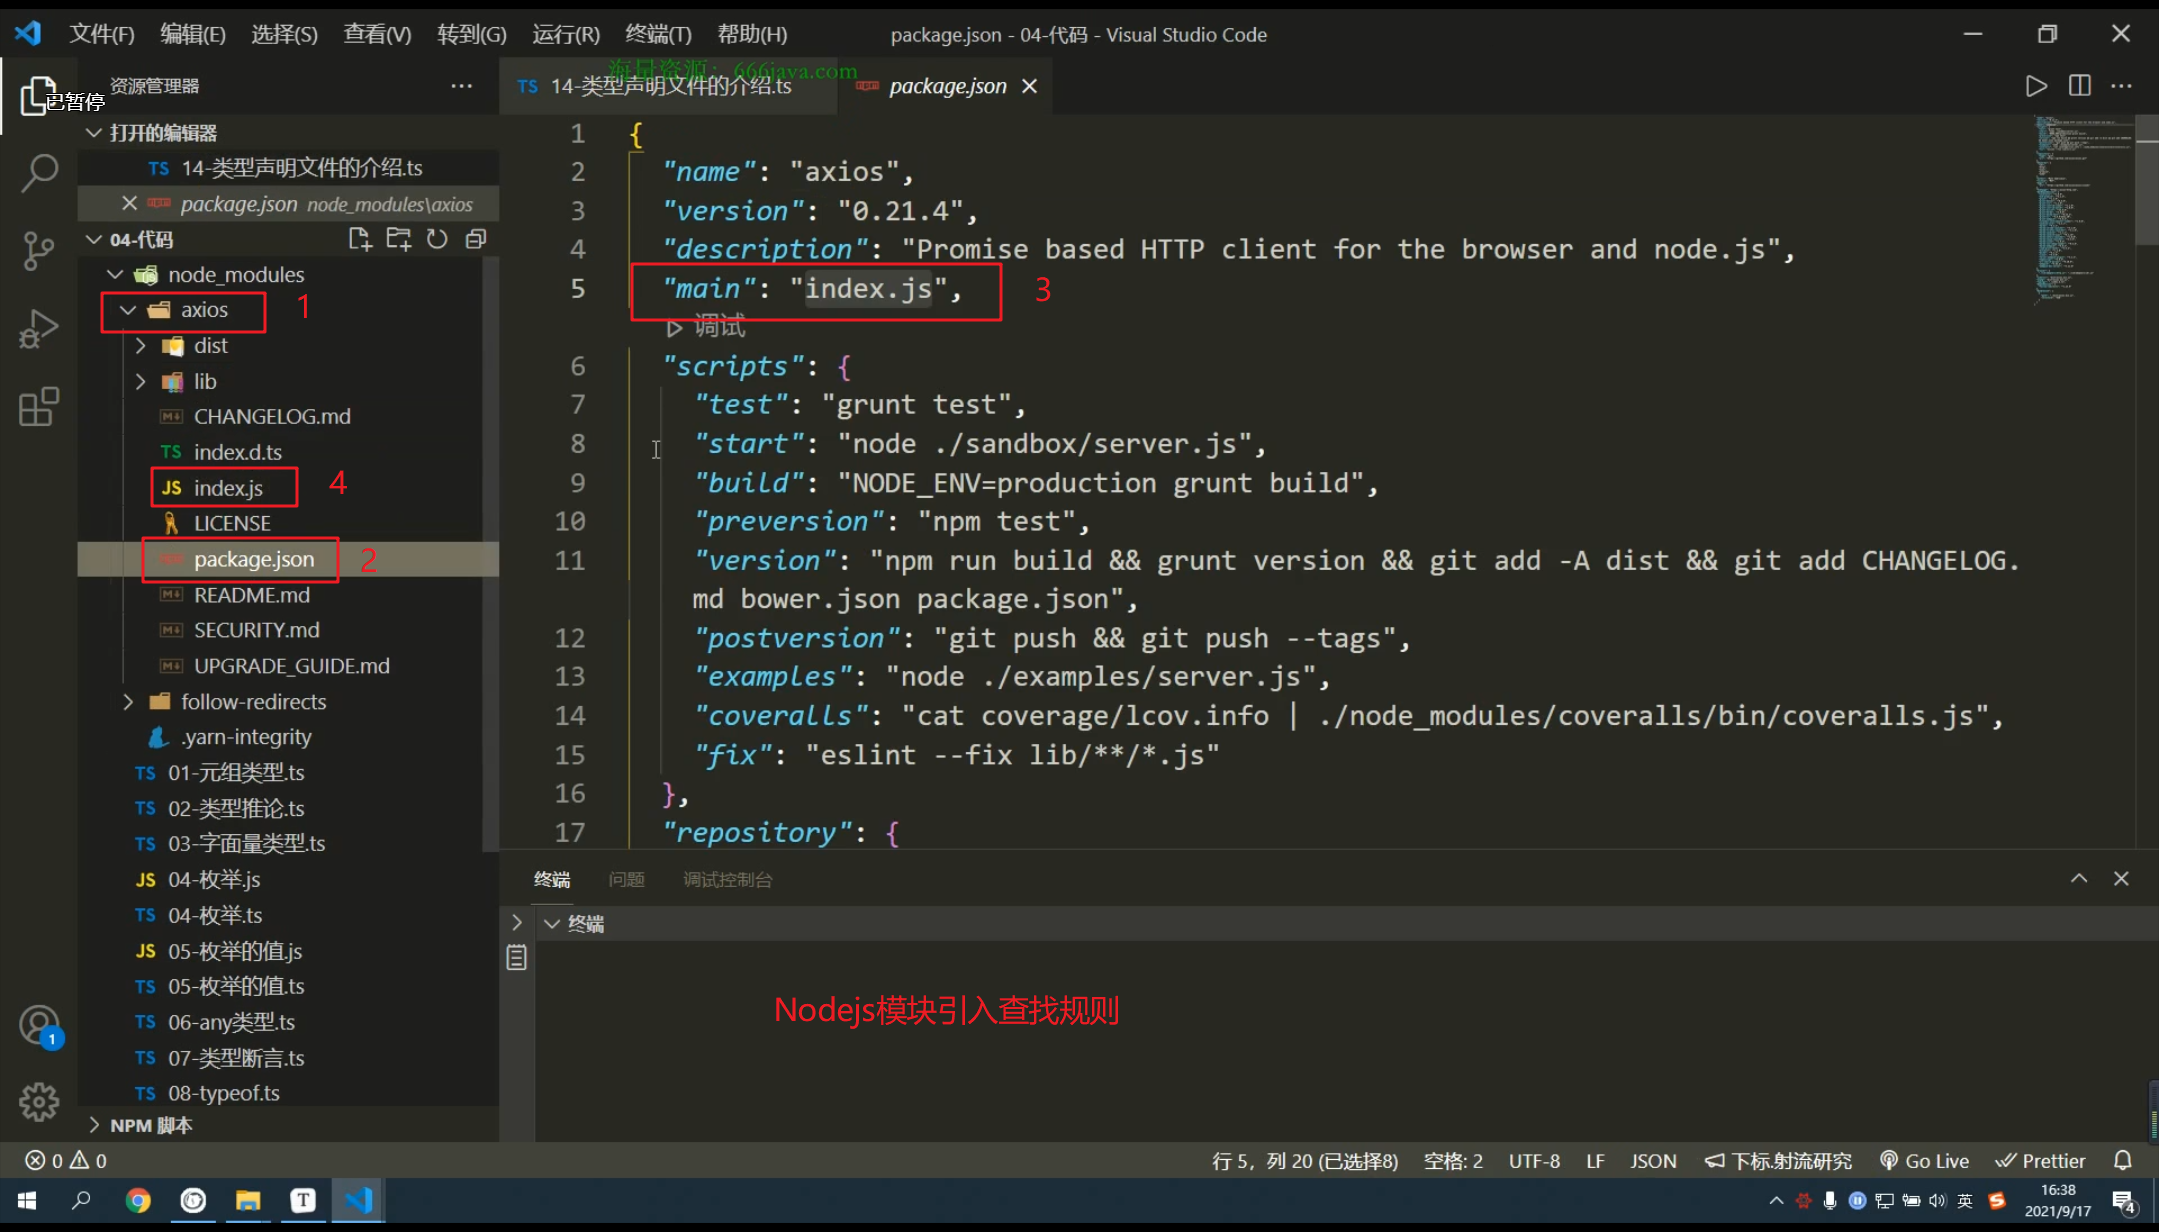 文件(F) 编辑(E) 选择(S) 查看(V) 转到(G) 运行(R) 终端(T) 帮助(H) package.json - 04-代码 - Visual Studio Code
海量资源：666java.com
已暂停
资源管理器
TS 14-类型声明文件的介绍.ts package.json
打开的编辑器
TS 14-类型声明文件的介绍.ts
package.json node_modules\axios
04-代码
node_modules
axios 1
dist
lib
CHANGELOG.md
TS index.d.ts
JS index.js 4
LICENSE
package.json 2
README.md
SECURITY.md
UPGRADE_GUIDE.md
follow-redirects
.yarn-integrity
TS 01-元组类型.ts
TS 02-类型推论.ts
TS 03-字面量类型.ts
JS 04-枚举.js
TS 04-枚举.ts
JS 05-枚举的值.js
TS 05-枚举的值.ts
TS 06-any类型.ts
TS 07-类型断言.ts
TS 08-typeof.ts
NPM 脚本
1
1 {
2 "name": "axios",
3 "version": "0.21.4",
4 "description": "Promise based HTTP client for the browser and node.js",
5 "main": "index.js", 3
调试
6 "scripts": {
7 "test": "grunt test",
8 "start": "node ./sandbox/server.js",
9 "build": "NODE_ENV=production grunt build",
10 "preversion": "npm test",
11 "version": "npm run build && grunt version && git add -A dist && git add CHANGELOG.
md bower.json package.json",
12 "postversion": "git push && git push --tags",
13 "examples": "node ./examples/server.js",
14 "coveralls": "cat coverage/lcov.info | ./node_modules/coveralls/bin/coveralls.js",
15 "fix": "eslint --fix lib/**/*.js"
16 },
17 "repository": {
终端 问题 调试控制台
终端
Nodejs模块引入查找规则
0 0 行 5，列 20 (已选择8) 空格: 2 UTF-8 LF JSON 下标.射流研究 Go Live Prettier
T 英 16:38
2021/9/17 4